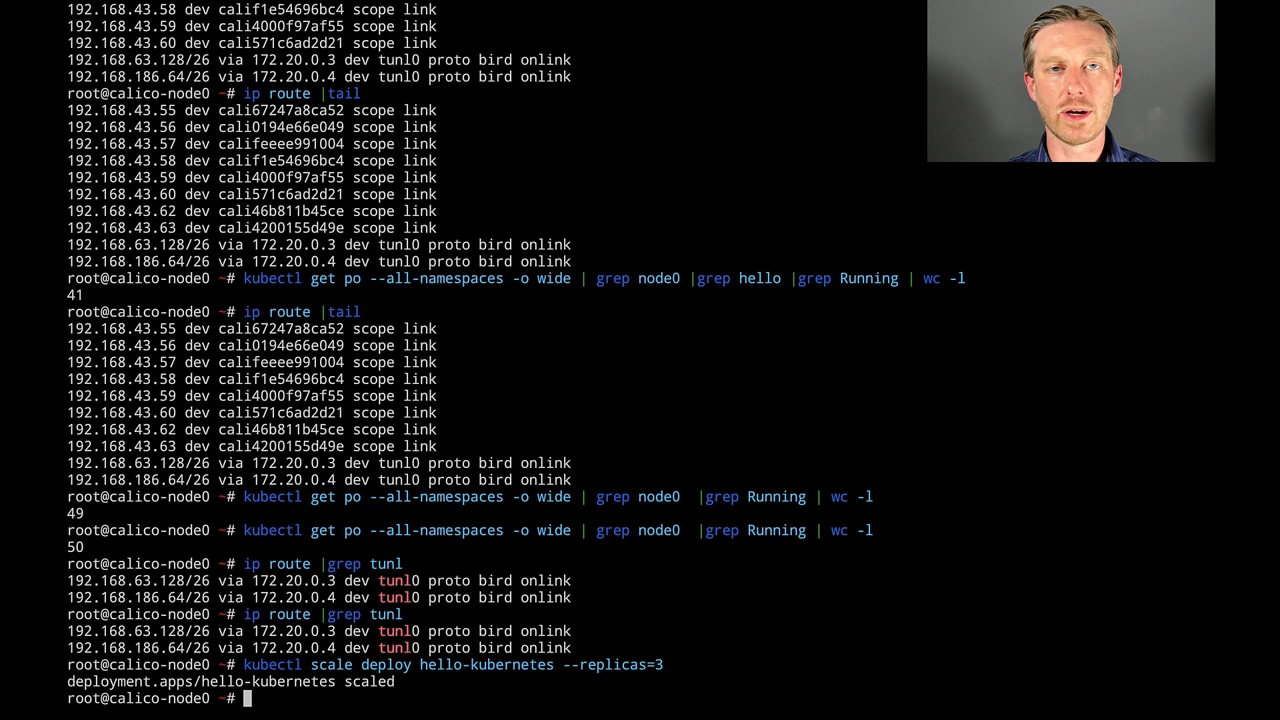 192.168.43.58 dev calif1e54696bc4 scope link
192.168.43.59 dev cali4000f97af55 scope link
192.168.43.60 dev cali571c6ad2d21 scope link
192.168.63.128/26 via 172.20.0.3 dev tunl0 proto bird onlink
192.168.186.64/26 via 172.20.0.4 dev tunl0 proto bird onlink
root@calico-node0 ~# ip route |tail
192.168.43.55 dev cali67247a8ca52 scope link
192.168.43.56 dev cali0194e66e049 scope link
192.168.43.57 dev califeeee991004 scope link
192.168.43.58 dev calif1e54696bc4 scope link
192.168.43.59 dev cali4000f97af55 scope link
192.168.43.60 dev cali571c6ad2d21 scope link
192.168.43.62 dev cali46b811b45ce scope link
192.168.43.63 dev cali4200155d49e scope link
192.168.63.128/26 via 172.20.0.3 dev tunl0 proto bird onlink
192.168.186.64/26 via 172.20.0.4 dev tunl0 proto bird onlink
root@calico-node0 ~# kubectl get po --all-namespaces -o wide | grep node0 |grep hello |grep Running | wc -l
41
root@calico-node0 ~# ip route |tail
192.168.43.55 dev cali67247a8ca52 scope link
192.168.43.56 dev cali0194e66e049 scope link
192.168.43.57 dev califeeee991004 scope link
192.168.43.58 dev calif1e54696bc4 scope link
192.168.43.59 dev cali4000f97af55 scope link
192.168.43.60 dev cali571c6ad2d21 scope link
192.168.43.62 dev cali46b811b45ce scope link
192.168.43.63 dev cali4200155d49e scope link
192.168.63.128/26 via 172.20.0.3 dev tunl0 proto bird onlink
192.168.186.64/26 via 172.20.0.4 dev tunl0 proto bird onlink
root@calico-node0 ~# kubectl get po --all-namespaces -o wide | grep node0  |grep Running | wc -l
49
root@calico-node0 ~# kubectl get po --all-namespaces -o wide | grep node0  |grep Running | wc -l
50
root@calico-node0 ~# ip route |grep tunl
192.168.63.128/26 via 172.20.0.3 dev tunl0 proto bird onlink
192.168.186.64/26 via 172.20.0.4 dev tunl0 proto bird onlink
root@calico-node0 ~# ip route |grep tunl
192.168.63.128/26 via 172.20.0.3 dev tunl0 proto bird onlink
192.168.186.64/26 via 172.20.0.4 dev tunl0 proto bird onlink
root@calico-node0 ~# kubectl scale deploy hello-kubernetes --replicas=3
deployment.apps/hello-kubernetes scaled
root@calico-node0 ~#